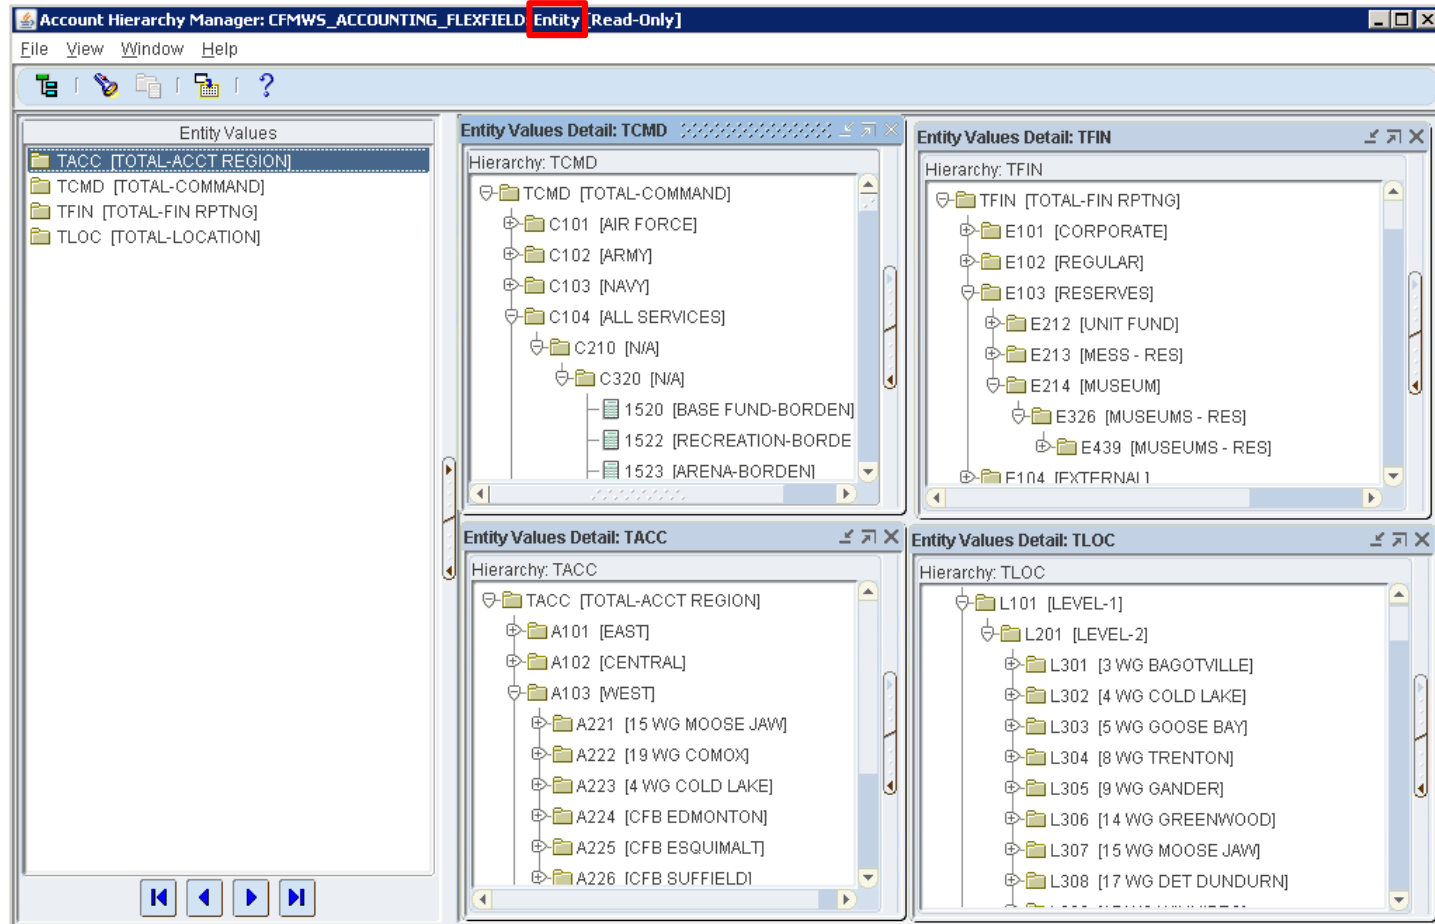 Account Hierarchy Manager: CFMWS_ACCOUNTING_FLEXFIELD: Entity [Read-Only]
File View Window Help
Entity Values
TACC [TOTAL-ACCT REGION]
TCMD [TOTAL-COMMAND]
TFIN [TOTAL-FIN RPTNG]
TLOC [TOTAL-LOCATION]
Entity Values Detail: TCMD
Hierarchy: TCMD
TCMD [TOTAL-COMMAND]
C101 [AIR FORCE]
C102 [ARMY]
C103 [NAVY]
C104 [ALL SERVICES]
C210 [N/A]
C320 [N/A]
1520 [BASE FUND-BORDEN]
1522 [RECREATION-BORDE
1523 [ARENA-BORDEN]
Entity Values Detail: TFIN
Hierarchy: TFIN
TFIN [TOTAL-FIN RPTNG]
E101 [CORPORATE]
E102 [REGULAR]
E103 [RESERVES]
E212 [UNIT FUND]
E213 [MESS - RES]
E214 [MUSEUM]
E326 [MUSEUMS - RES]
E439 [MUSEUMS - RES]
E104 [EXTERNAL]
Entity Values Detail: TACC
Hierarchy: TACC
TACC [TOTAL-ACCT REGION]
A101 [EAST]
A102 [CENTRAL]
A103 [WEST]
A221 [15 WG MOOSE JAW]
A222 [19 WG COMOX]
A223 [4 WG COLD LAKE]
A224 [CFB EDMONTON]
A225 [CFB ESQUIMALT]
A226 [CFB SUFFIELD]
Entity Values Detail: TLOC
Hierarchy: TLOC
L101 [LEVEL-1]
L201 [LEVEL-2]
L301 [3 WG BAGOTVILLE]
L302 [4 WG COLD LAKE]
L303 [5 WG GOOSE BAY]
L304 [8 WG TRENTON]
L305 [9 WG GANDER]
L306 [14 WG GREENWOOD]
L307 [15 WG MOOSE JAW]
L308 [17 WG DET DUNDURN]